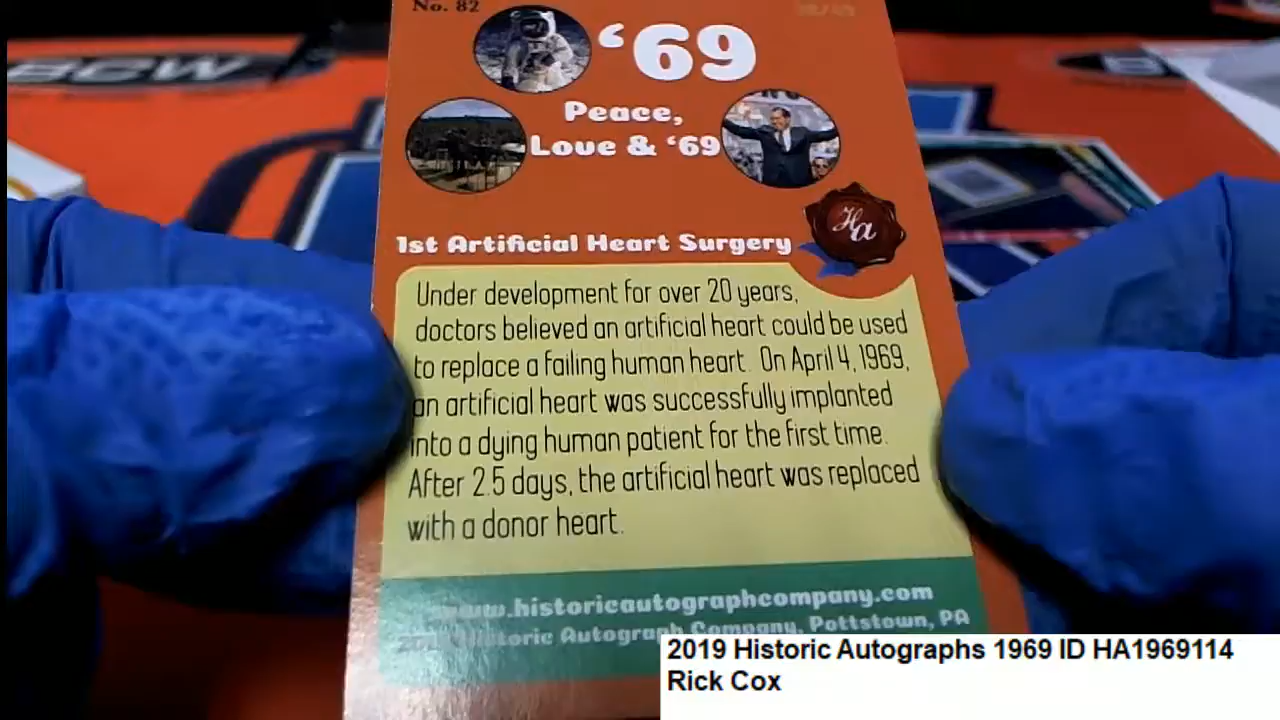 No. 82
BCW
‘69
Peace,
Love & ‘69
Ha
1st Artificial Heart Surgery
Under development for over 20 years,
doctors believed an artificial heart could be used
to replace a failing human heart. On April 4, 1969,
an artificial heart was successfully implanted
into a dying human patient for the first time.
After 2.5 days, the artificial heart was replaced
with a donor heart.
www.historicautographcompany.com
Historic Autograph Company, Pottstown, PA
2019 Historic Autographs 1969 ID HA1969114
Rick Cox